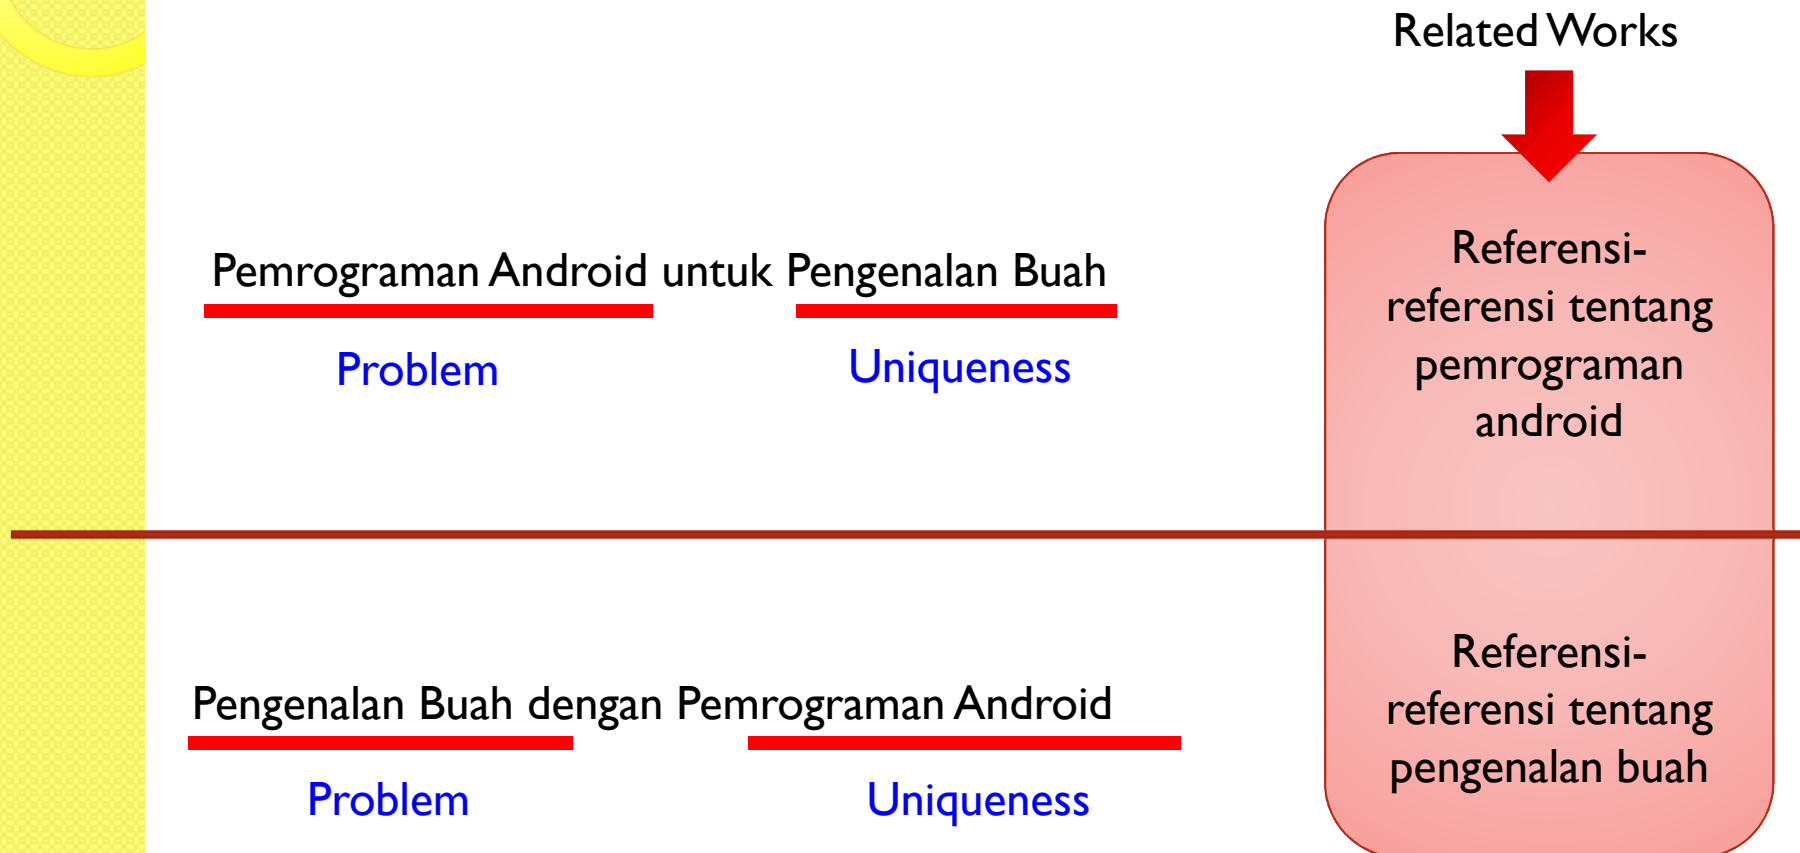 Related Works
Pemrograman Android untuk Pengenalan Buah
Problem
Uniqueness
Referensi-
referensi tentang
pemrograman
android
Pengenalan Buah dengan Pemrograman Android
Problem
Uniqueness
Referensi-
referensi tentang
pengenalan buah